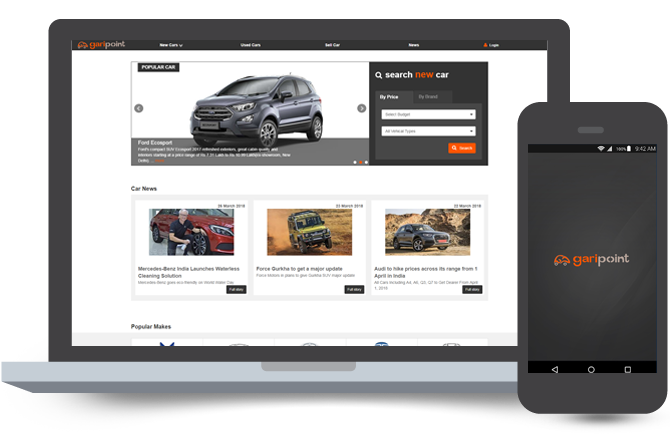 garipoint
New Cars
Used Cars
Sell Car
News
Login
POPULAR CAR
Ford Ecosport
Ford's compact SUV Ecosport 2017
search new car
By Price
By Brand
Select Budget
All Vehical Types
Search
Car News
26 March 2018
Mercedes-Benz India Launches Waterless
Cleaning Solution
Mercedes-Benz goes eco-friendly on World Water Day
Full story
23 March 2018
Force Gurkha to get a major update
Force Motors in plans to give Gurkha SUV major update
Full story
22 March 2018
Audi to hike prices across its range from 1
April in India
All Cars Including A4, A6, Q3, Q7 to Get Dearer From April
1, 2018
Full story
Popular Makes
100%
9:42 AM
garipoint